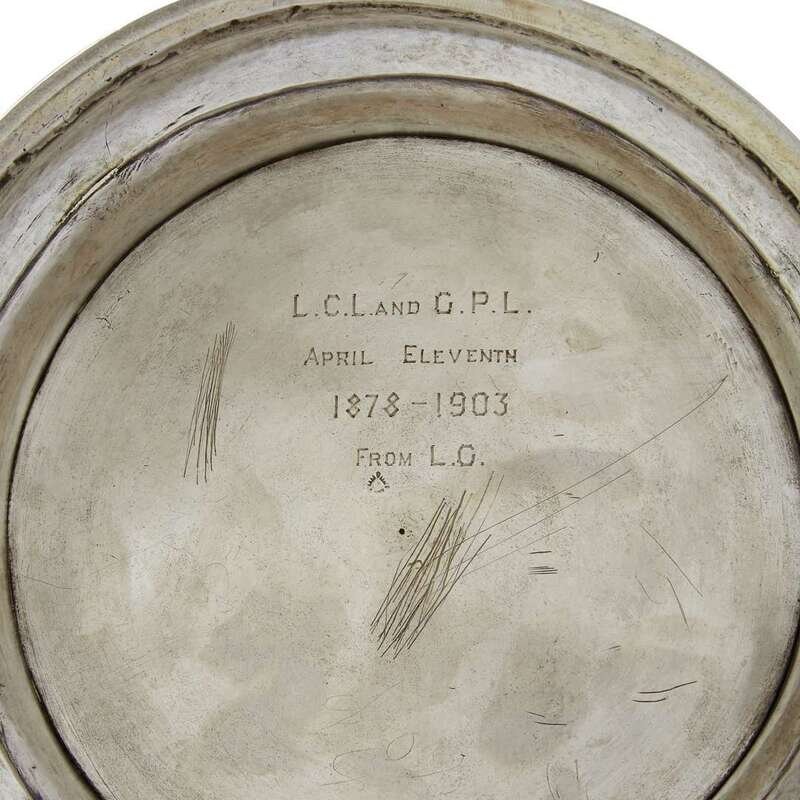 L.C.L. AND G.P.L.
APRIL ELEVENTH
1878-1903
FROM L.G.